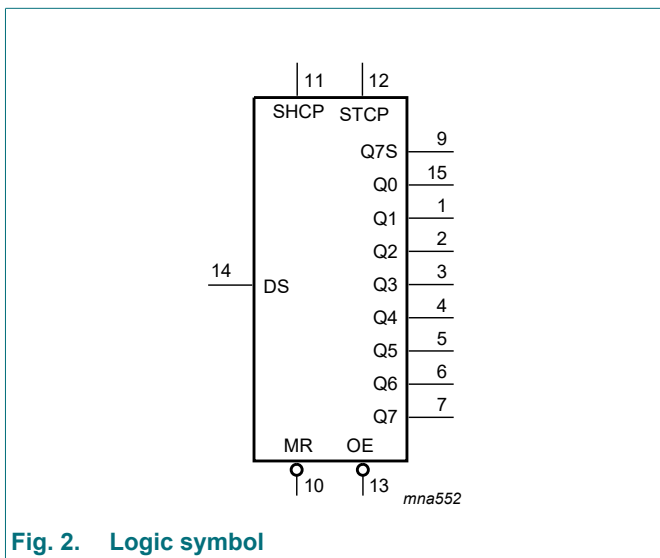 11 12
SHCP STCP
Q7S 9
Q0 15
Q1 1
Q2 2
14 DS Q3 3
Q4 4
Q5 5
Q6 6
Q7 7
MR OE
10 13
mna552
Fig. 2. Logic symbol